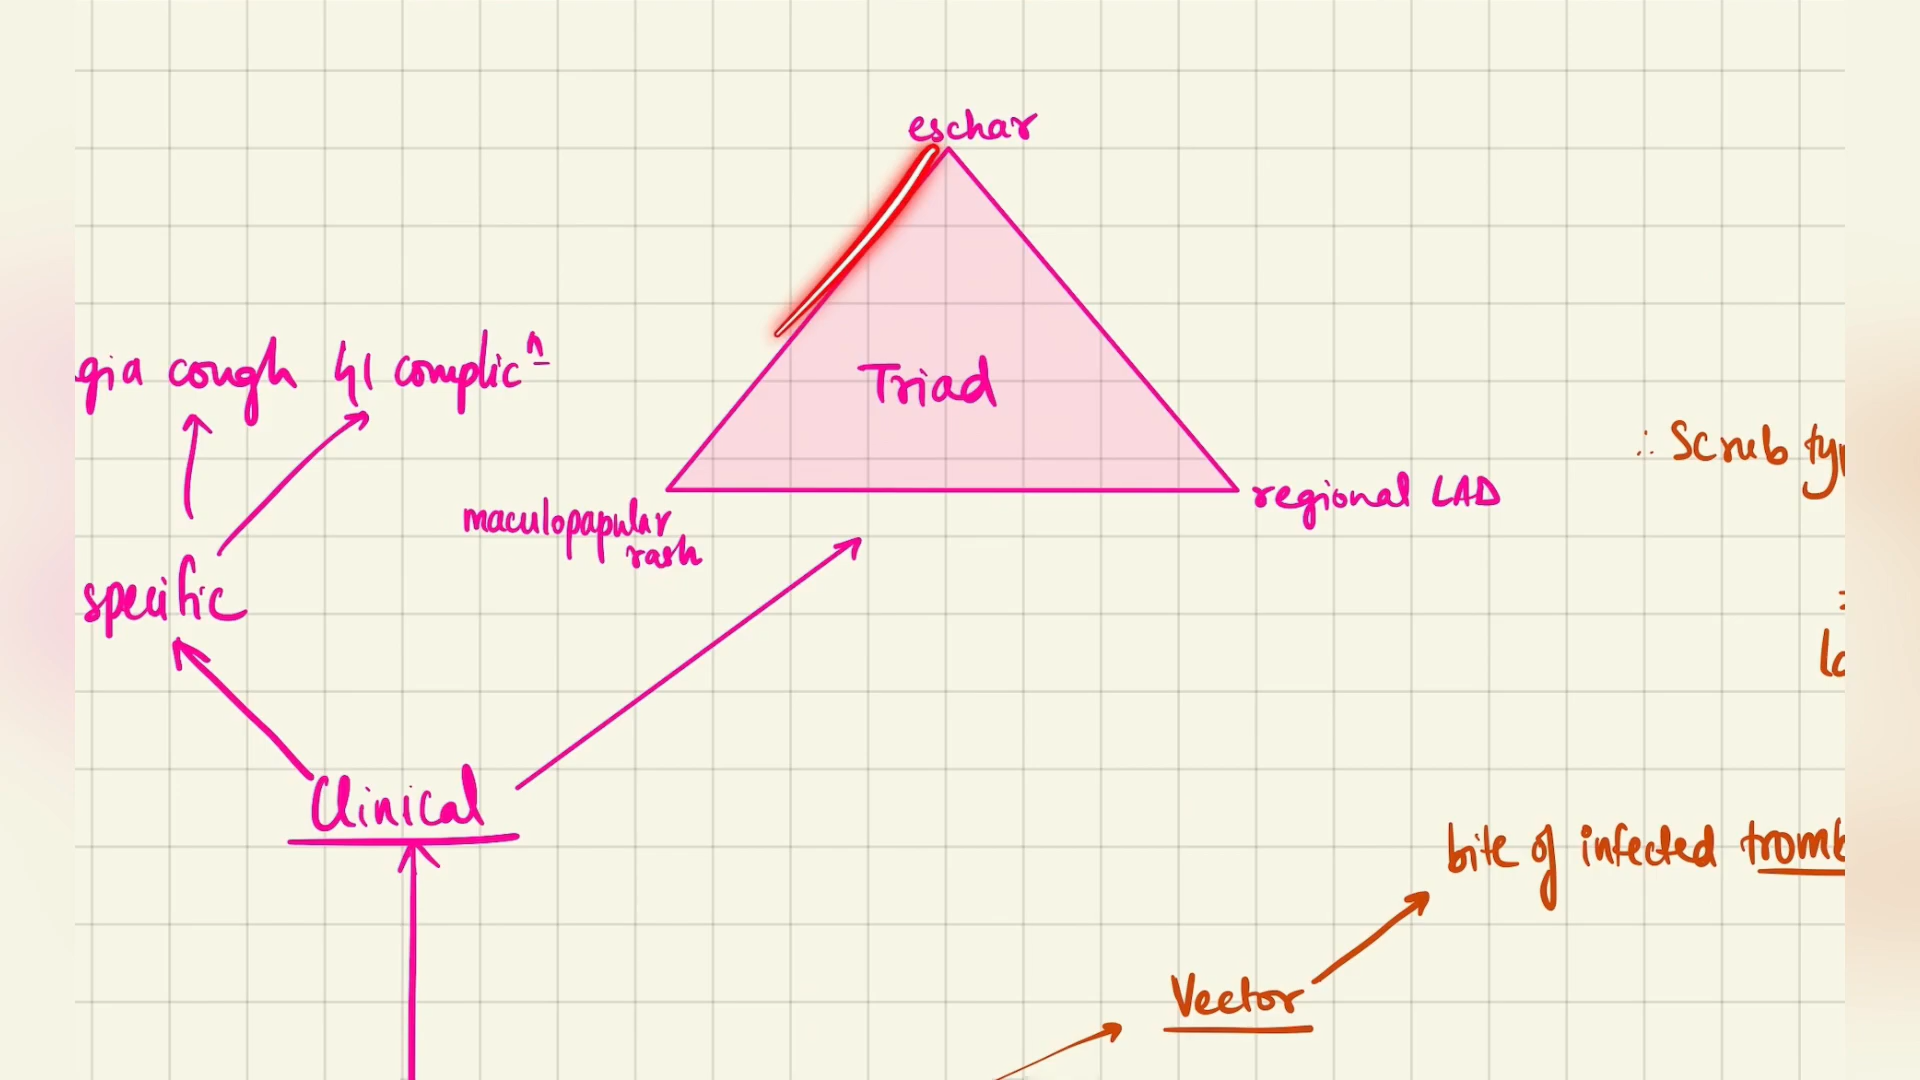 eschar
gia cough GI complicⁿ
Triad
∴ Scrub ty
regional LAD
maculopapular
rash
specific
Clinical
bite of infected tromb
Vector